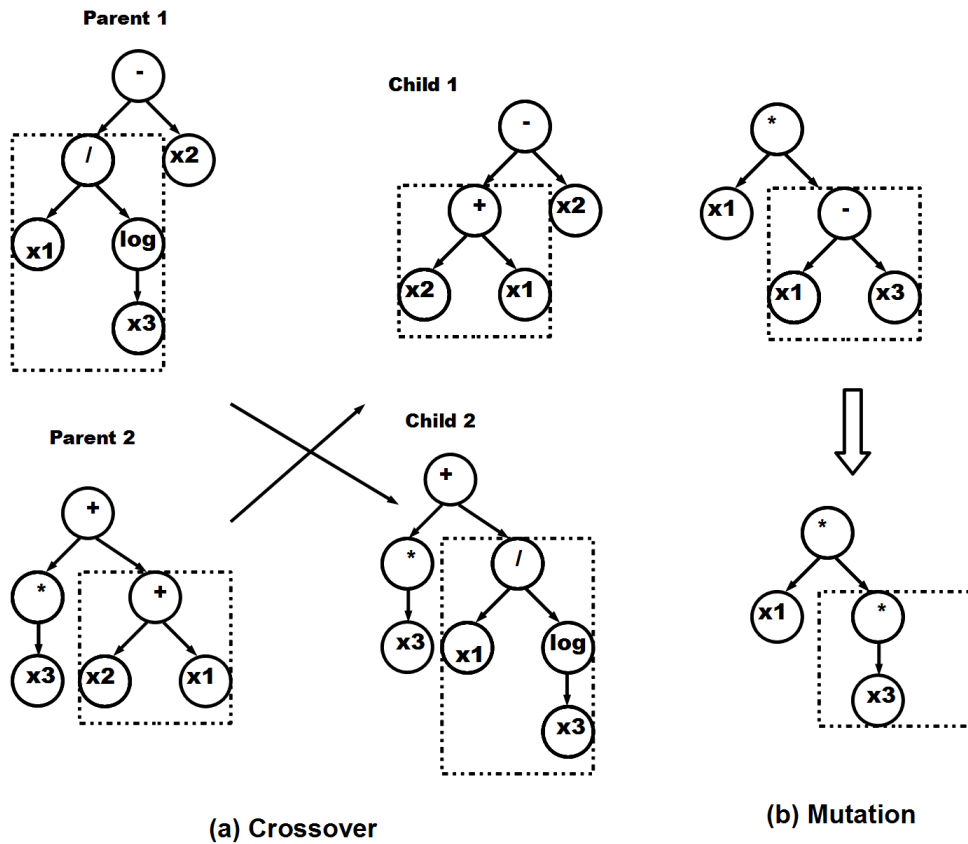 Parent 1
-
/
x2
x1
log
x3
Child 1
-
+
x2
x2
x1
*
x1
-
x1
x3
Parent 2
+
*
+
x3
x2
x1
Child 2
+
*
/
x3
x1
log
x3
*
x1
*
x3
(a) Crossover
(b) Mutation